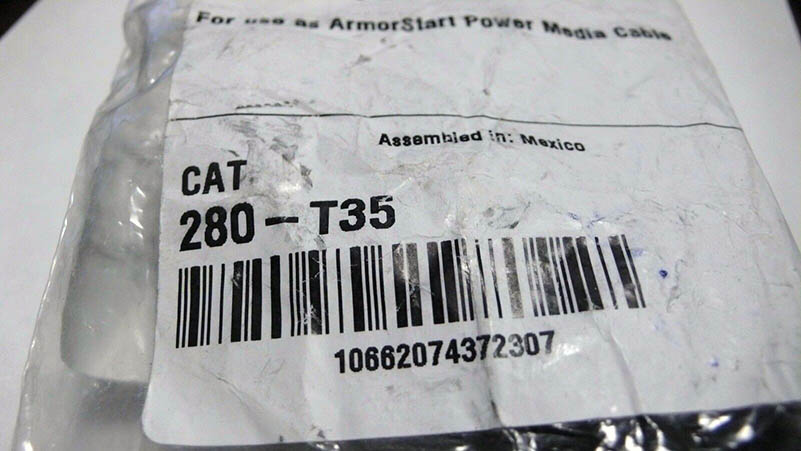 For use as ArmorStart Power Media Cable
Assembled in: Mexico
CAT
280-T35
10662074372307